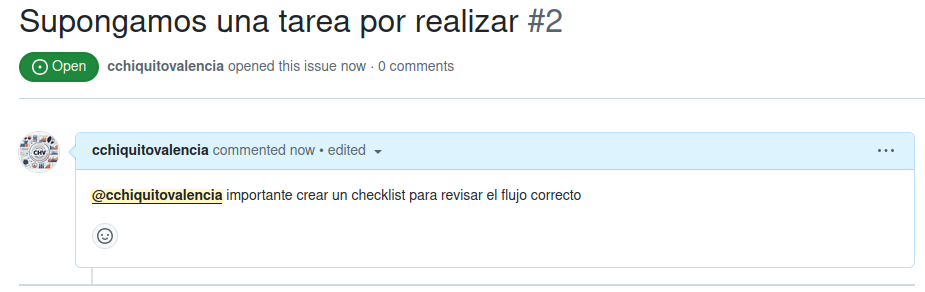 Supongamos una tarea por realizar #2
Open cchiquitovalencia opened this issue now · 0 comments
CHV
cchiquitovalencia commented now • edited
@cchiquitovalencia importante crear un checklist para revisar el flujo correcto